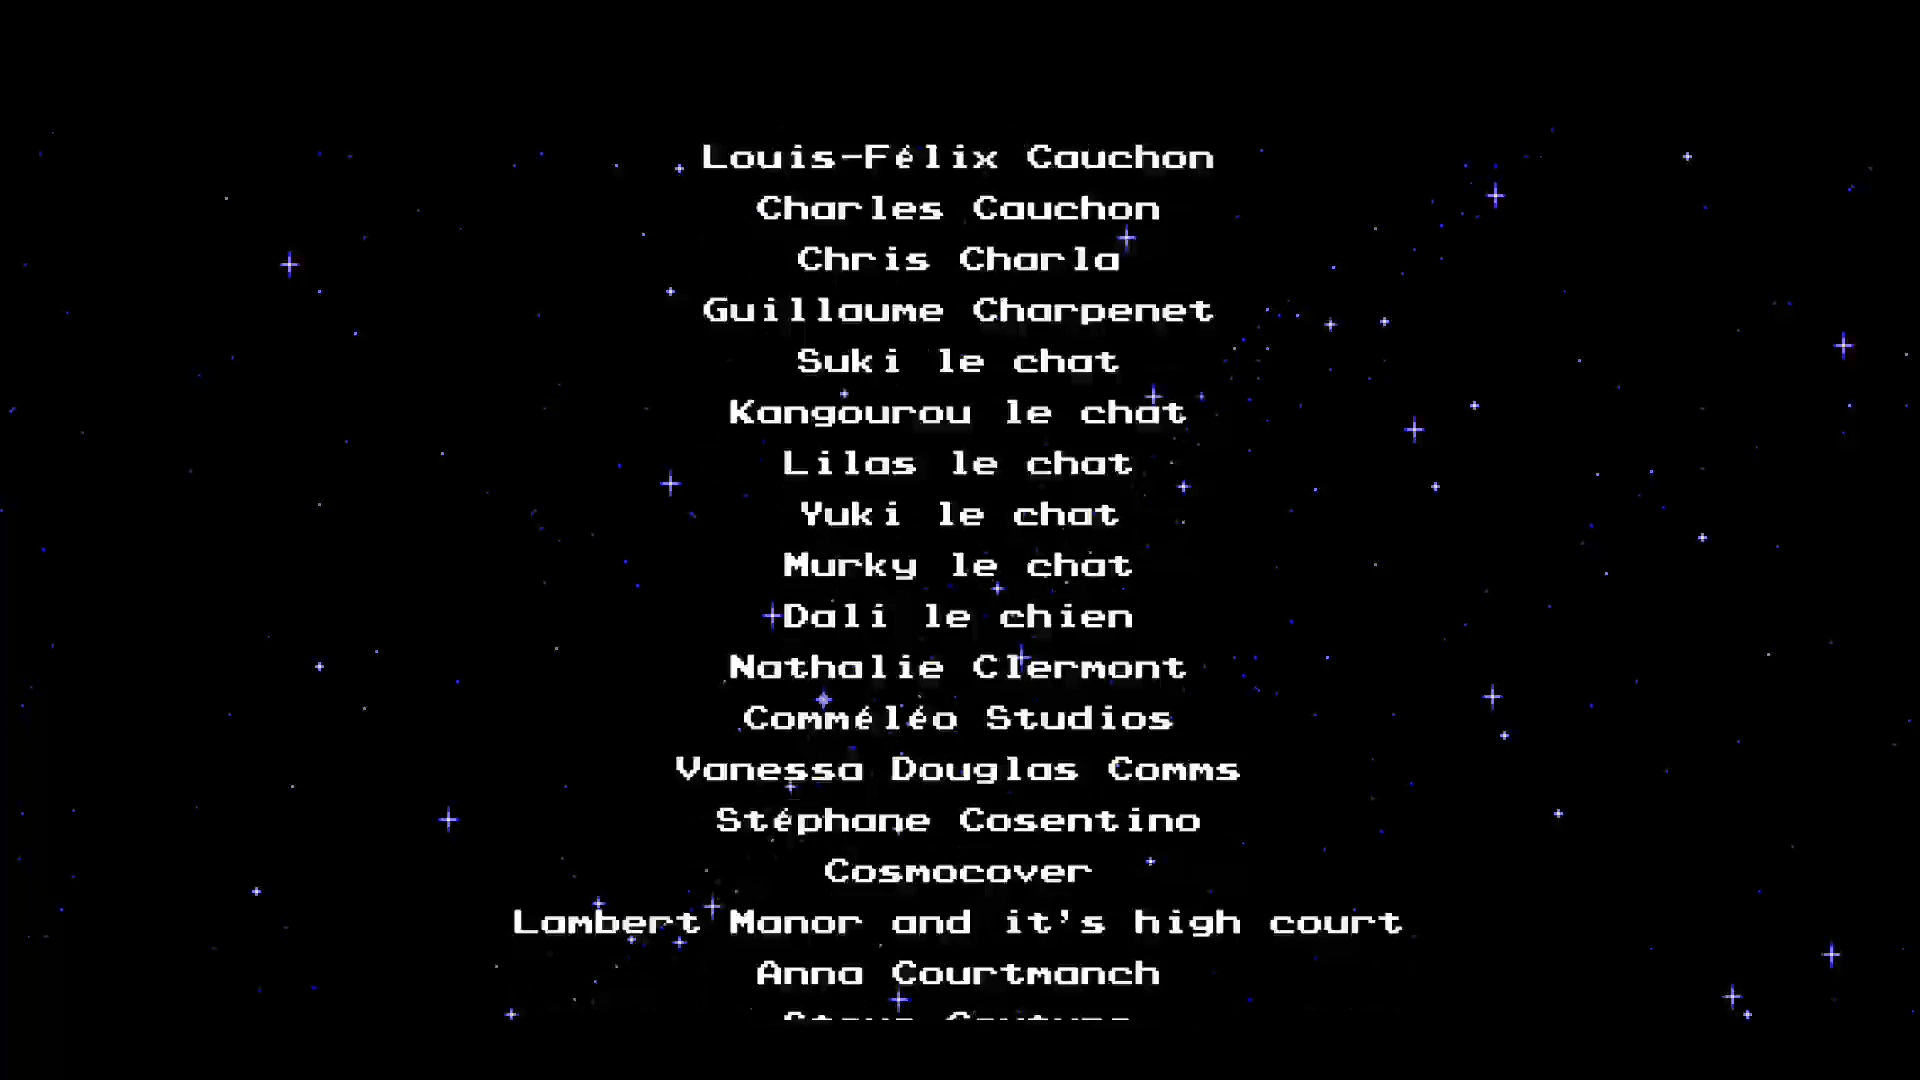 Louis-Félix Cauchon
Charles Cauchon
Chris Charla
Guillaume Charpenet
Suki le chat
Kangourou le chat
Lilas le chat
Yuki le chat
Murky le chat
Dali le chien
Nathalie Clermont
Comméléo Studios
Vanessa Douglas Comms
Stéphane Cosentino
Cosmocover
Lambert Manor and it's high court
Anna Courtmanch